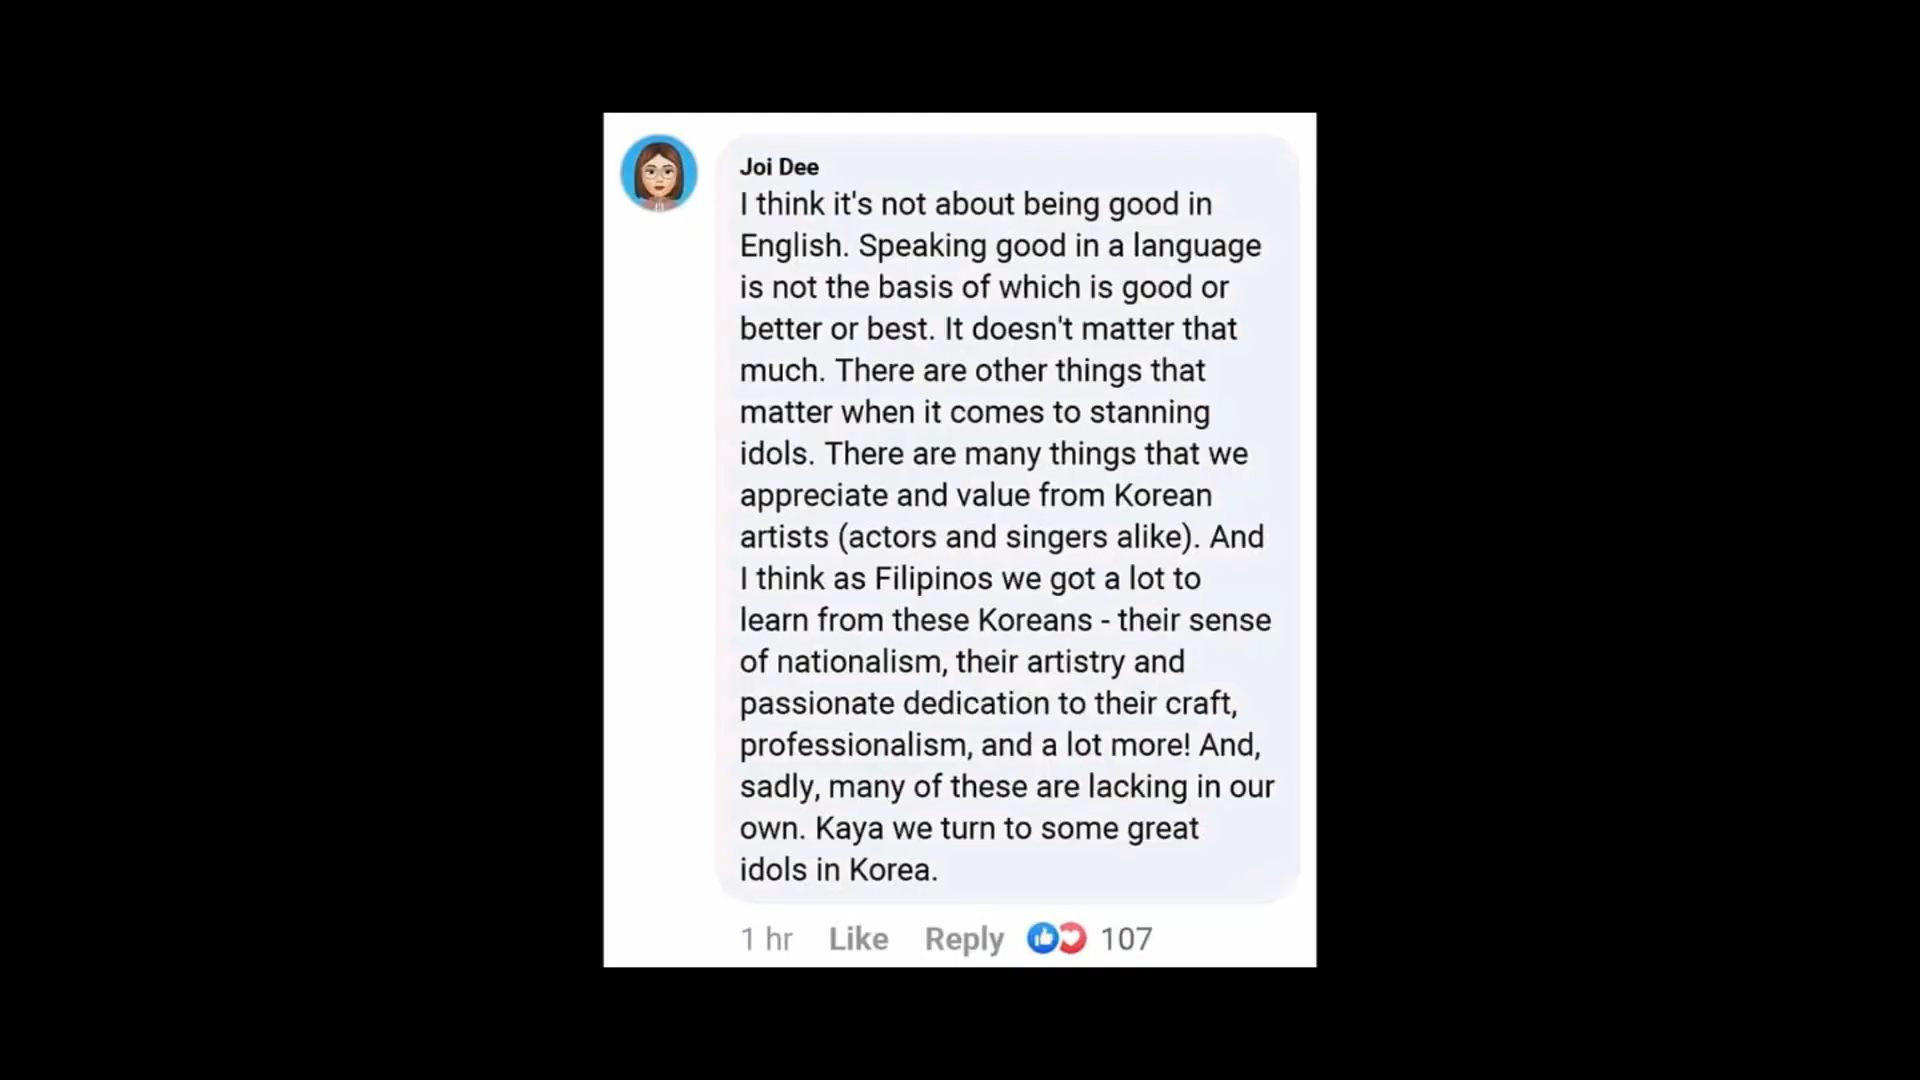 Joi Dee
I think it's not about being good in
English. Speaking good in a language
is not the basis of which is good or
better or best. It doesn't matter that
much. There are other things that
matter when it comes to stanning
idols. There are many things that we
appreciate and value from Korean
artists (actors and singers alike). And
I think as Filipinos we got a lot to
learn from these Koreans - their sense
of nationalism, their artistry and
passionate dedication to their craft,
professionalism, and a lot more! And,
sadly, many of these are lacking in our
own. Kaya we turn to some great
idols in Korea.
1 hr Like Reply 107